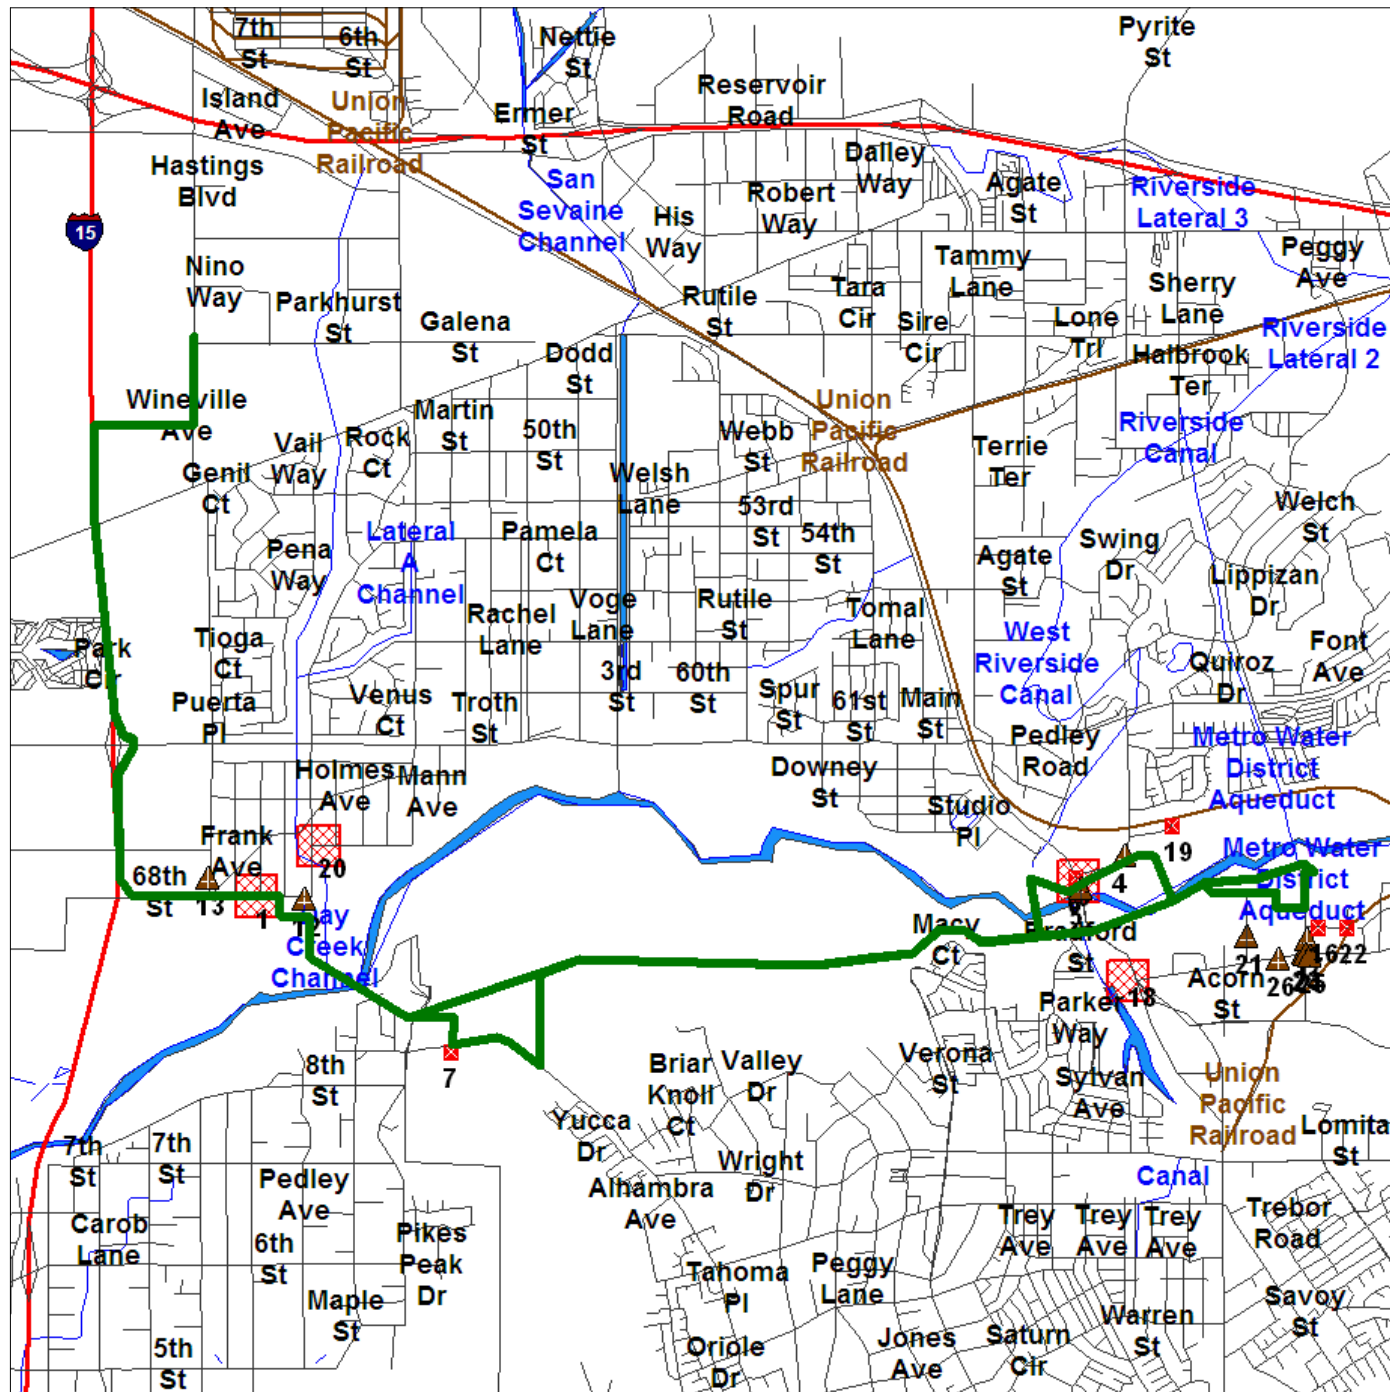 7th
St
6th
St
Nettie
St
Pyrite
St
Island
Ave
Union
Pacific
Railroad
Ermer
St
Reservoir
Road
Hastings
Blvd
San
Sevaine
Channel
His
Way
Robert
Way
Dalley
Way
Agate
St
Riverside
Lateral 3
15
Nino
Way
Parkhurst
St
Galena
St
Rutile
St
Tara
Cir
Tammy
Lane
Sire
Cir
Sherry
Lane
Peggy
Ave
Lone
Trl
Riverside
Lateral 2
Halbrook
Ter
Dodd
St
Wineville
Ave
Martin
St
50th
St
Vail
Way
Rock
Ct
Genil
Ct
Union
Pacific
Railroad
Webb
St
Welsh
Lane
Terrie
Ter
Riverside
Canal
53rd
St
54th
St
Welch
St
Pena
Way
Lateral
A
Channel
Pamela
Ct
Agate
St
Swing
Dr
Lippizan
Dr
Rachel
Lane
Voge
Lane
Rutile
St
Tomal
Lane
West
Riverside
Canal
Font
Ave
Park
Cir
Tioga
Ct
Puerta
Pl
Venus
Ct
Troth
St
3rd
St
60th
St
Spur
St
61st
St
Main
St
Quiroz
Dr
Pedley
Road
Metro Water
District
Aqueduct
Holmes
Ave
Mann
Ave
Downey
St
Studio
Pl
Frank
Ave
20
19
4
Metro Water
District
Aqueduct
68th
St
13
1
12
Day
Creek
Channel
Macy
Ct
Bradford
St
21
26
16
22
18
Acorn
St
Parker
Way
7
8th
St
Briar
Knoll
Ct
Valley
Dr
Verona
St
Sylvan
Ave
Union
Pacific
Railroad
Lomita
St
7th
St
7th
St
Yucca
Dr
Pedley
Ave
Alhambra
Ave
Wright
Dr
Canal
Carob
Lane
6th
St
Pikes
Peak
Dr
Trey
Ave
Trey
Ave
Trey
Ave
Trebor
Road
Maple
St
Tahoma
Pl
Peggy
Lane
Warren
St
Savoy
St
5th
St
Oriole
Dr
Jones
Ave
Saturn
Cir